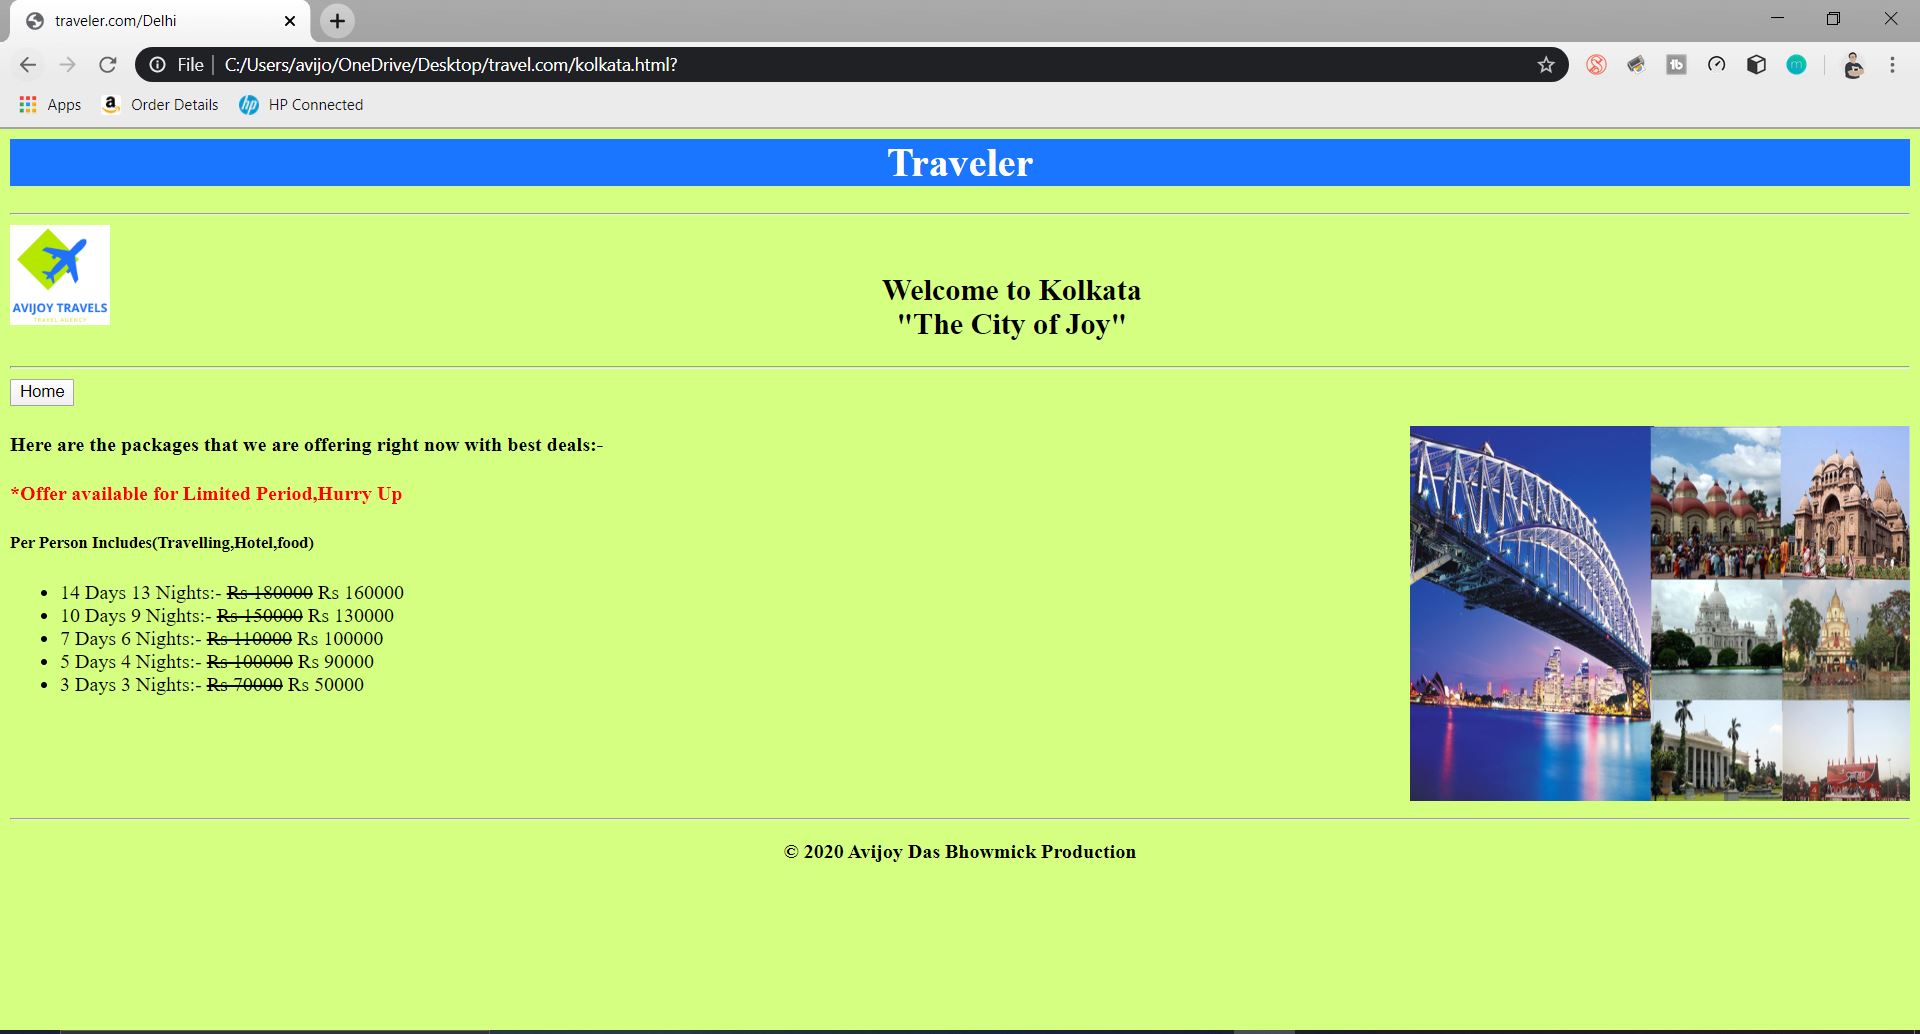 traveler.com/Delhi
File
C:/Users/avijo/OneDrive/Desktop/travel.com/kolkata.html?
Apps
Order Details
HP Connected
Traveler
AVIJOY TRAVELS
TRAVEL AGENCY
Welcome to Kolkata
"The City of Joy"
Home
Here are the packages that we are offering right now with best deals:-
*Offer available for Limited Period,Hurry Up
Per Person Includes(Travelling,Hotel,food)
• 14 Days 13 Nights:- Rs 180000 Rs 160000
• 10 Days 9 Nights:- Rs 150000 Rs 130000
• 7 Days 6 Nights:- Rs 110000 Rs 100000
• 5 Days 4 Nights:- Rs 100000 Rs 90000
• 3 Days 3 Nights:- Rs 70000 Rs 50000
© 2020 Avijoy Das Bhowmick Production